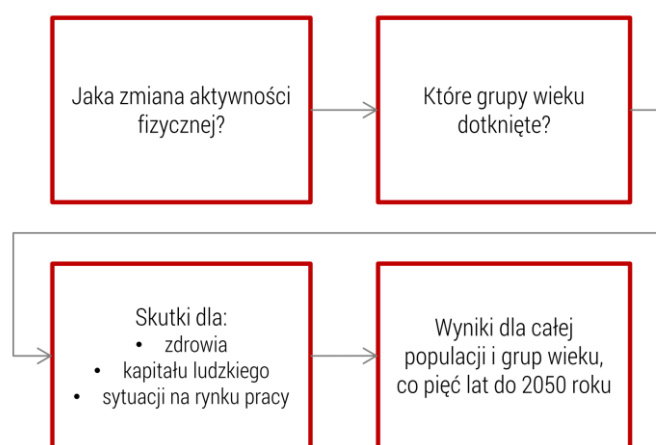 Jaka zmiana aktywności
fizycznej?
Które grupy wieku
dotknięte?
Skutki dla:
• zdrowia
• kapitału ludzkiego
• sytuacji na rynku pracy
Wyniki dla całej
populacji i grup wieku,
co pięć lat do 2050 roku